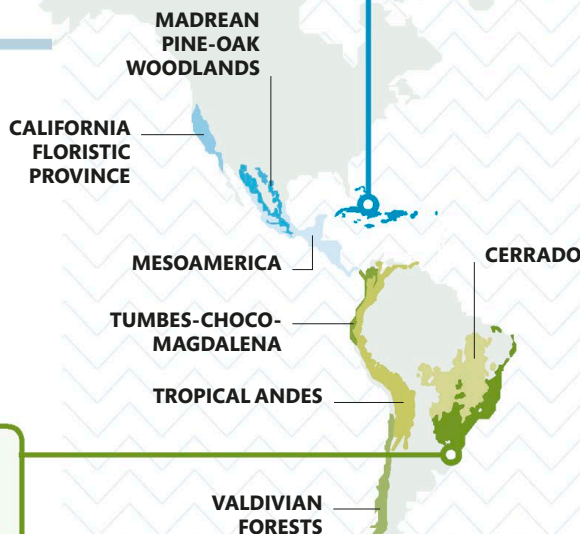 MADREAN
PINE-OAK
WOODLANDS
CALIFORNIA
FLORISTIC
PROVINCE
MESOAMERICA
CERRADO
TUMBES-CHOCO-
MAGDALENA
TROPICAL ANDES
VALDIVIAN
FORESTS